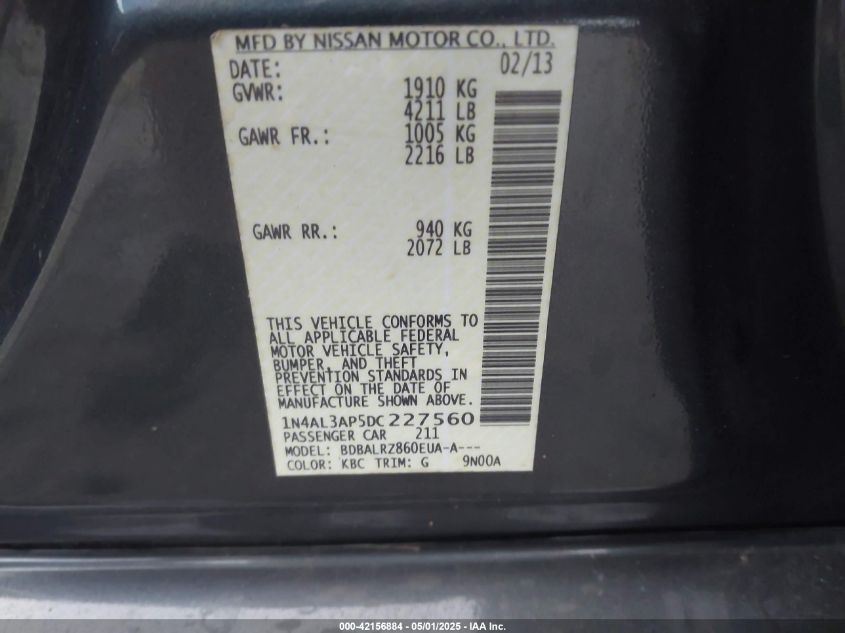 MFD BY NISSAN MOTOR CO., LTD.
DATE: 02/13
GVWR: 1910 KG
4211 LB
GAWR FR.: 1005 KG
2216 LB
GAWR RR.: 940 KG
2072 LB
THIS VEHICLE CONFORMS TO
ALL APPLICABLE FEDERAL
MOTOR VEHICLE SAFETY,
BUMPER, AND THEFT
PREVENTION STANDARDS IN
EFFECT ON THE DATE OF
MANUFACTURE SHOWN ABOVE.
1N4AL3AP5DC227560
PASSENGER CAR 211
MODEL: BDBALRZ860EUA-A---
COLOR: KBC TRIM: G 9N00A
000-42156884 - 05/01/2025 - IAA Inc.